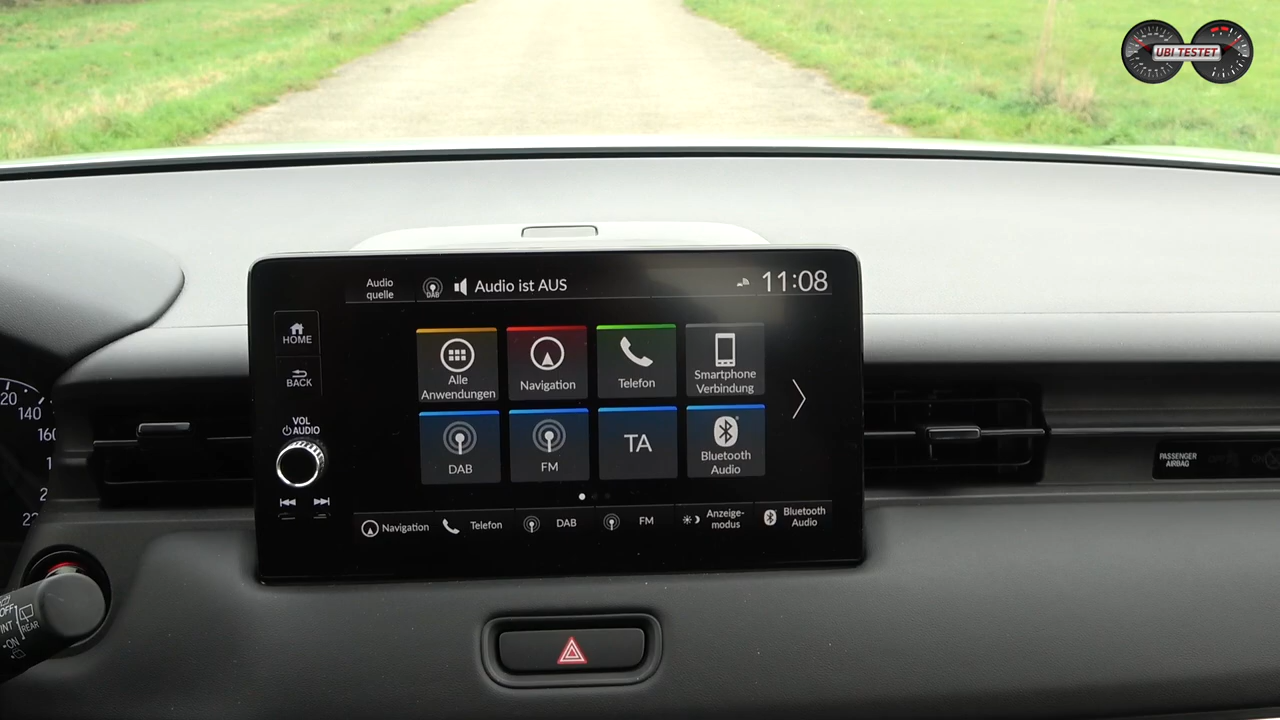 UBI TESTET
Audio
quelle
DAB
Audio ist AUS
11:08
HOME
BACK
VOL
AUDIO
Alle
Anwendungen
Navigation
Telefon
Smartphone
Verbindung
DAB
FM
TA
Bluetooth
Audio
Navigation
Telefon
DAB
FM
Anzeige-
modus
Bluetooth
Audio
PASSENGER
AIRBAG
20
140
160
OFF
INT
ON
REAR